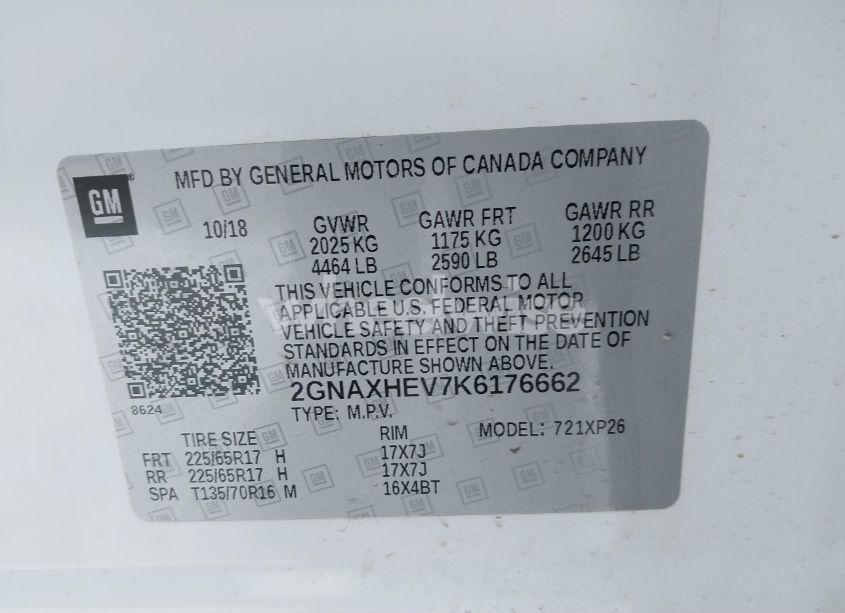 MFD BY GENERAL MOTORS OF CANADA COMPANY
GM
10/18 GVWR GAWR FRT GAWR RR
2025 KG 1175 KG 1200 KG
4464 LB 2590 LB 2645 LB
THIS VEHICLE CONFORMS TO ALL
APPLICABLE U.S. FEDERAL MOTOR
VEHICLE SAFETY AND THEFT PREVENTION
STANDARDS IN EFFECT ON THE DATE OF
MANUFACTURE SHOWN ABOVE.
2GNAXHEV7K6176662
8624
TYPE: M.P.V.
TIRE SIZE RIM MODEL: 721XP26
FRT 225/65R17 H 17X7J
RR 225/65R17 H 17X7J
SPA T135/70R16 M 16X4BT